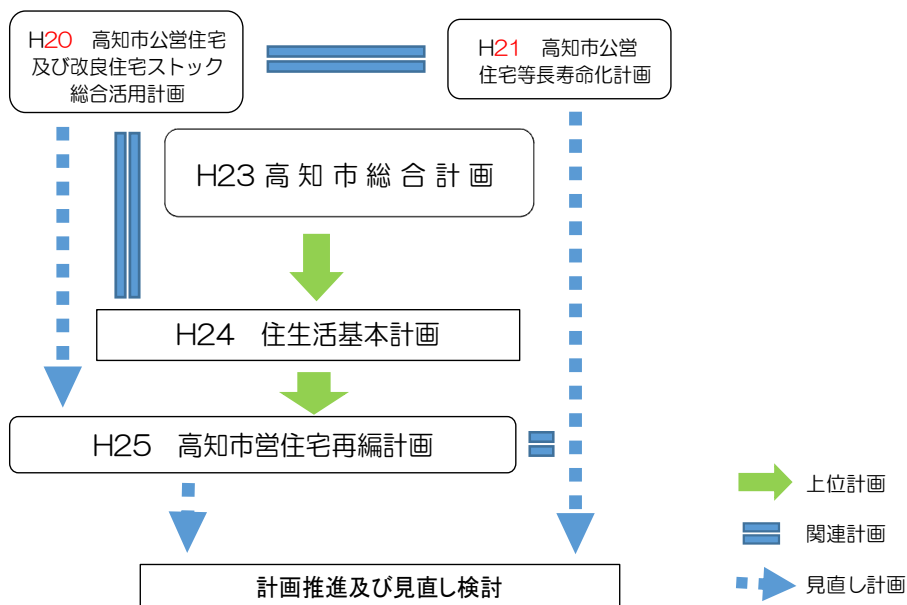 H20　高知市公営住宅
及び改良住宅ストック
総合活用計画
H21　高知市公営
住宅等長寿命化計画
H23高知市総合計画
H24　住生活基本計画
H25　高知市営住宅再編計画
計画推進及び見直し検討
上位計画
関連計画
見直し計画